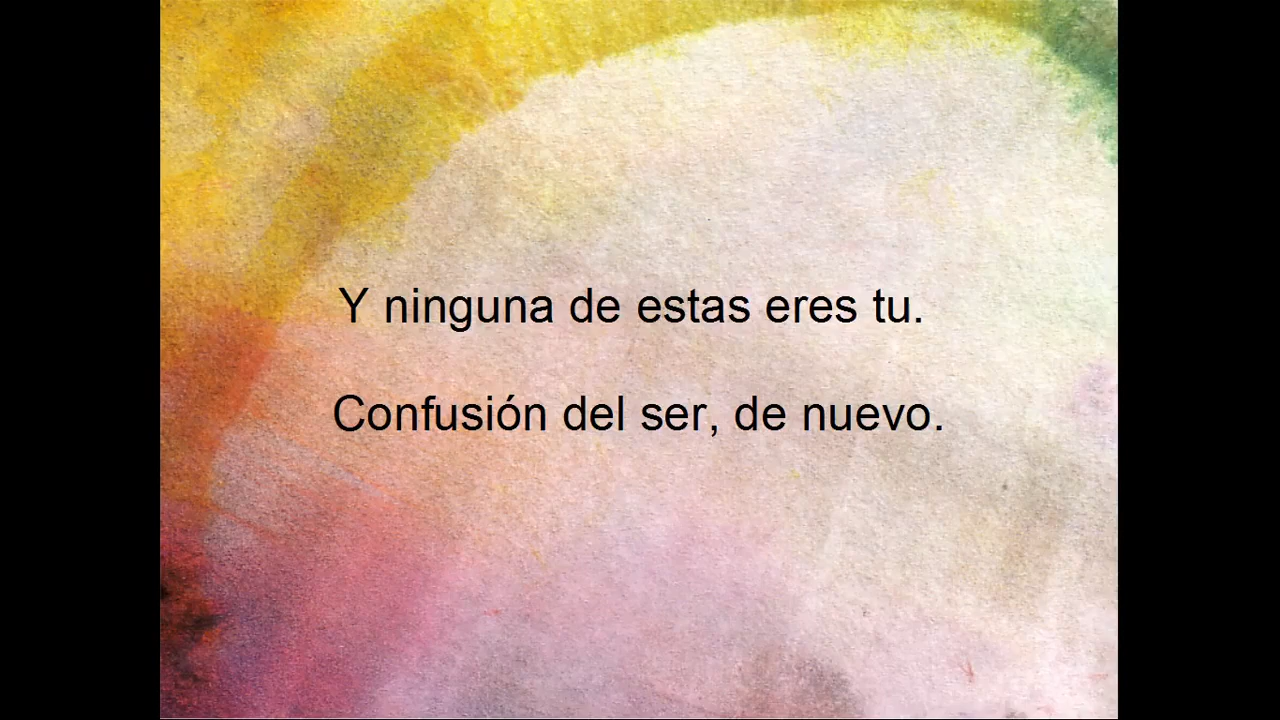 Y ninguna de estas eres tu.
Confusión del ser, de nuevo.